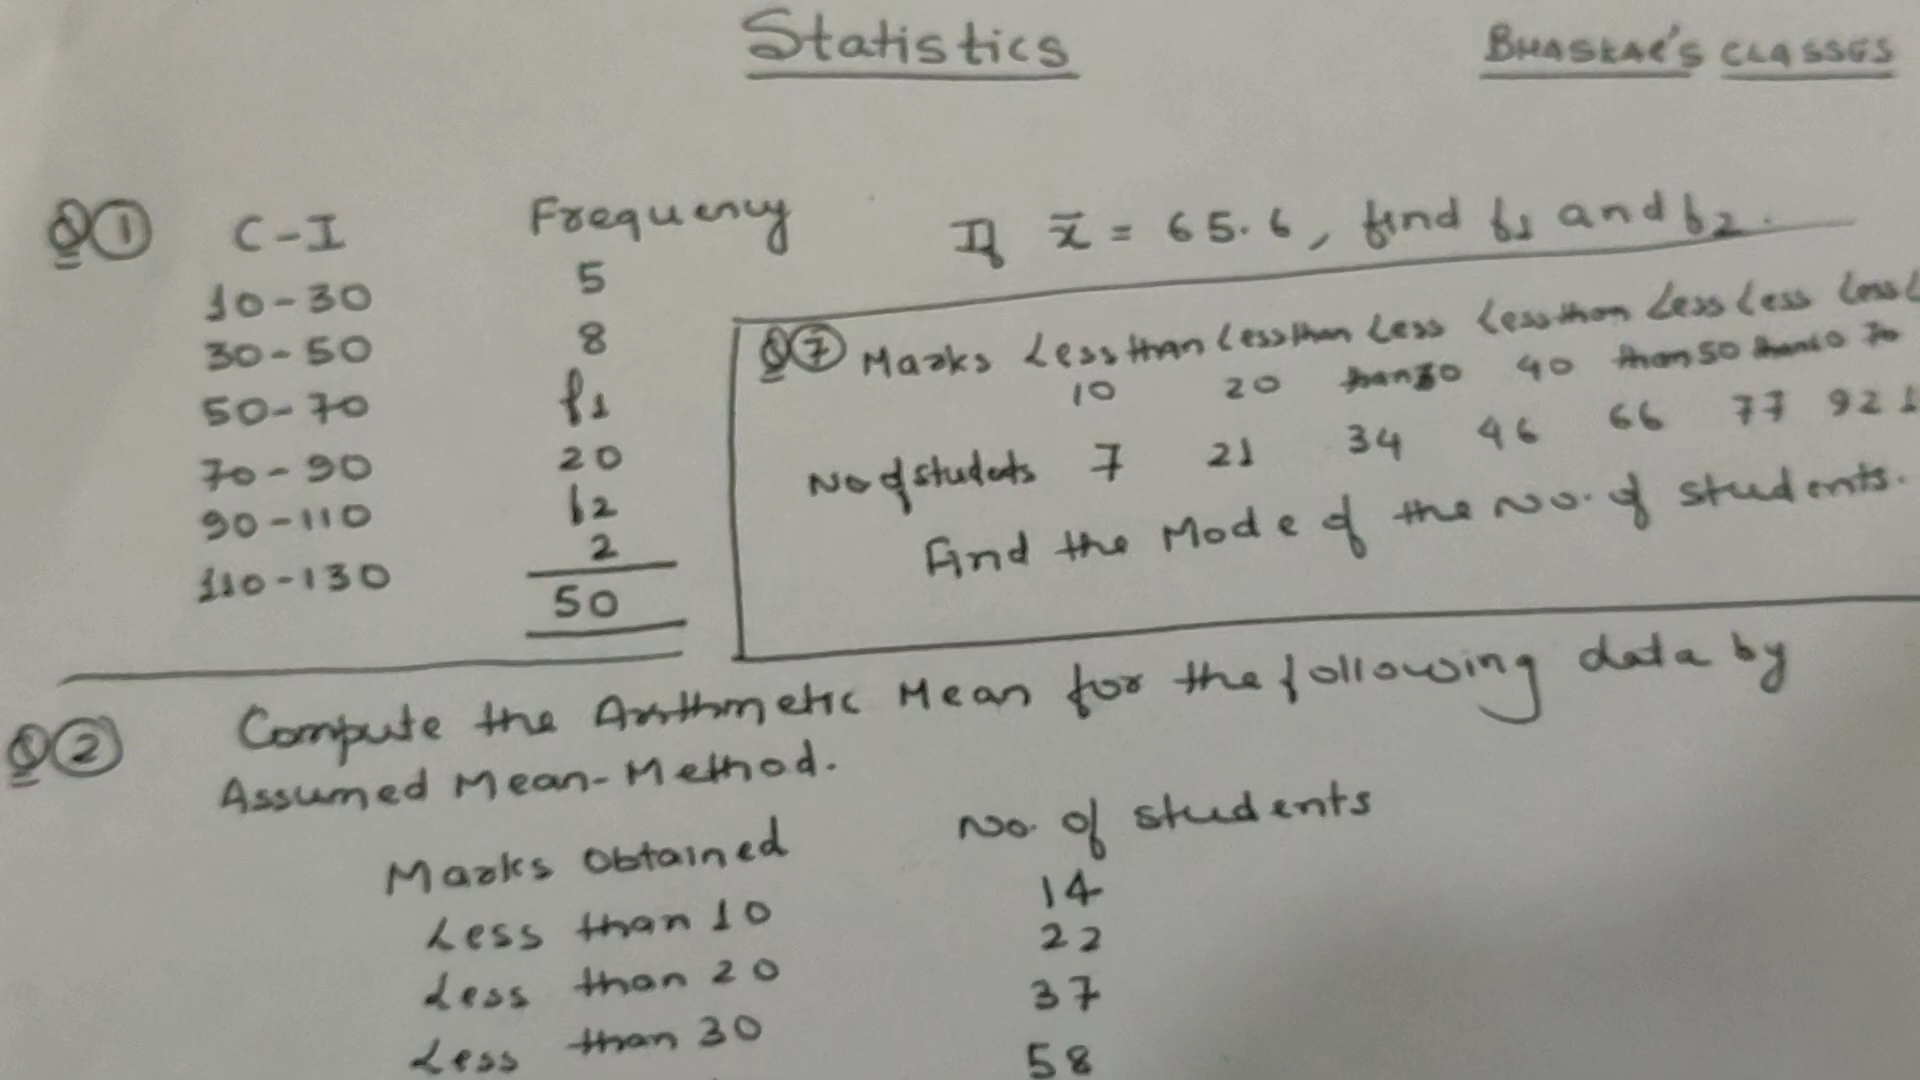 Statistics
BHASKAR'S CLASSES
Q1 C-I Frequency
10-30 5
30-50 8
50-70 f1
70-90 20
90-110 f2
110-130 2
50
If x̄ = 65.6, find f1 and f2.
Q7 Marks Less than Less than Less Less than Less Less Less
10 20 than 30 40 than 50 than 60 70
No of students 7 21 34 46 66 77 92
Find the Mode of the No. of students.
Q2 Compute the Arithmetic Mean for the following data by
Assumed Mean-Method.
Marks Obtained No. of students
Less than 10 14
Less than 20 22
Less than 30 37
Less 58